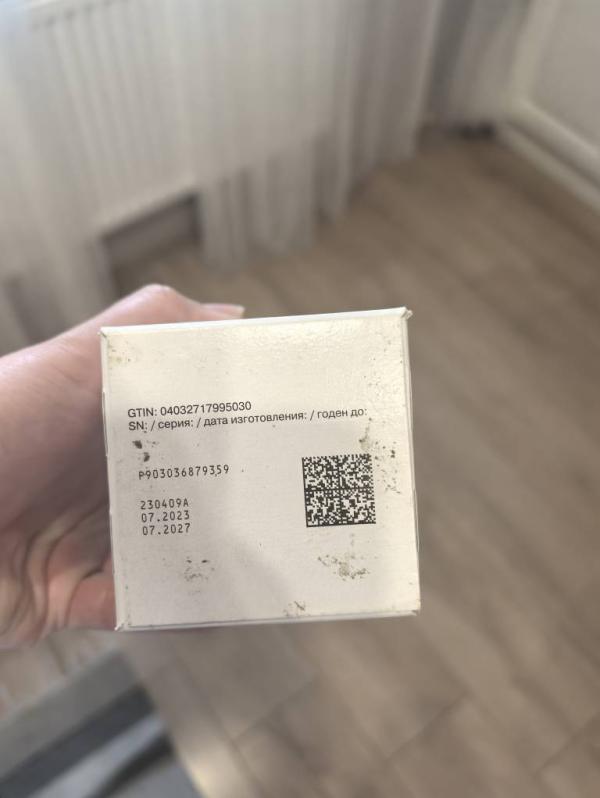 GTIN: 04032717995030
SN: / серия: / дата изготовления: / годен до:
P903036879359
230409A
07.2023
07.2027